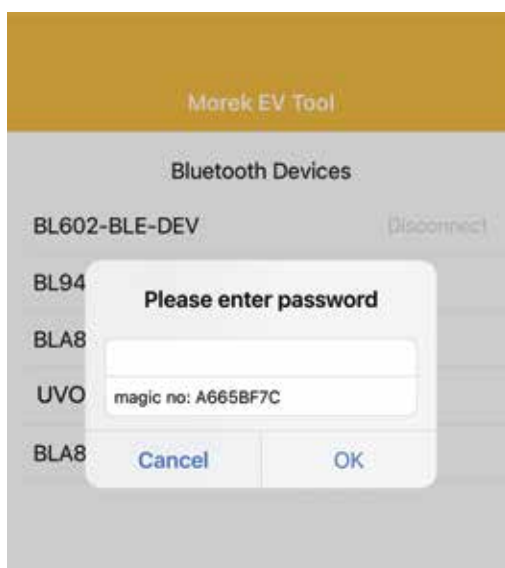 Morek EV Tool
Bluetooth Devices
BL602-BLE-DEV Disconnect
BL94
Please enter password
BLA8
UVO
magic no: A665BF7C
BLA8
Cancel OK